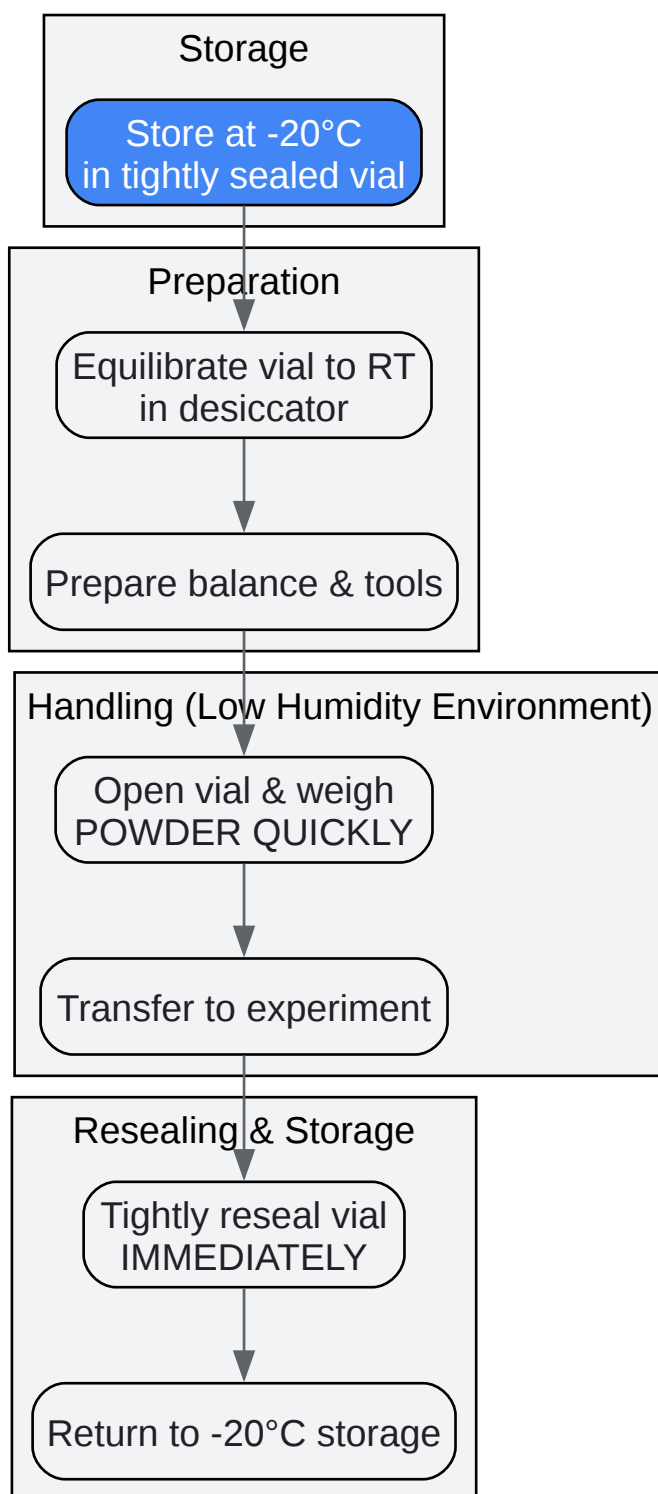 Storage
Store at -20°C
in tightly sealed vial
Preparation
Equilibrate vial to RT
in desiccator
Prepare balance & tools
Handling (Low Humidity Environment)
Open vial & weigh
POWDER QUICKLY
Transfer to experiment
Resealing & Storage
Tightly reseal vial
IMMEDIATELY
Return to -20°C storage